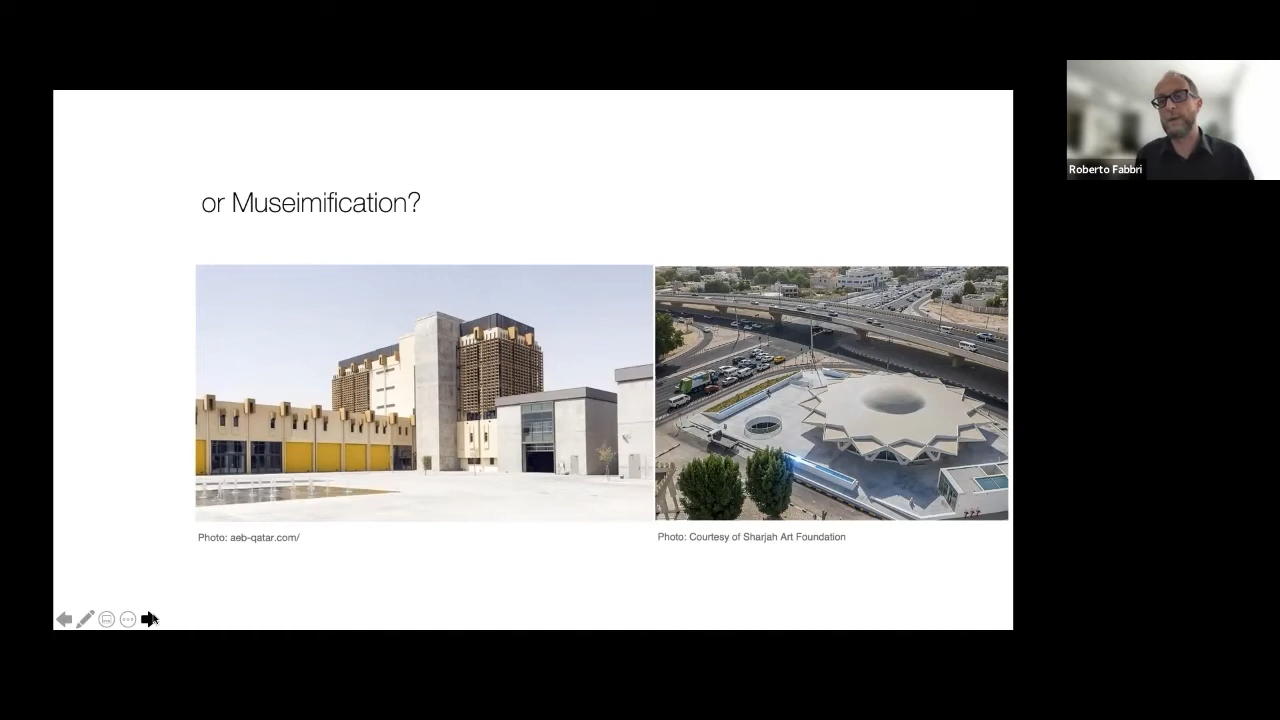 or Museimification?
Photo: aeb-qatar.com/
Photo: Courtesy of Sharjah Art Foundation
Roberto Fabbri